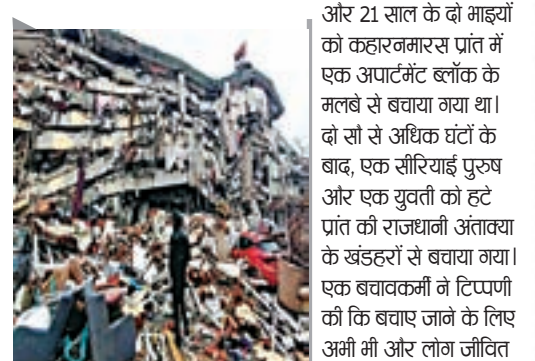 और 21 साल के दो भाइयों
को कहारनमारस प्रांत में
एक अपार्टमेंट ब्लॉक के
मलबे से बचाया गया था।
दो सौ से अधिक घंटों के
बाद, एक सीरियाई पुरुष
और एक युवती को हटे
प्रांत की राजधानी अंताक्या
के खंडहरों से बचाया गया।
एक बचावकर्मी ने टिप्पणी
की कि बचाए जाने के लिए
अभी भी और लोग जीवित